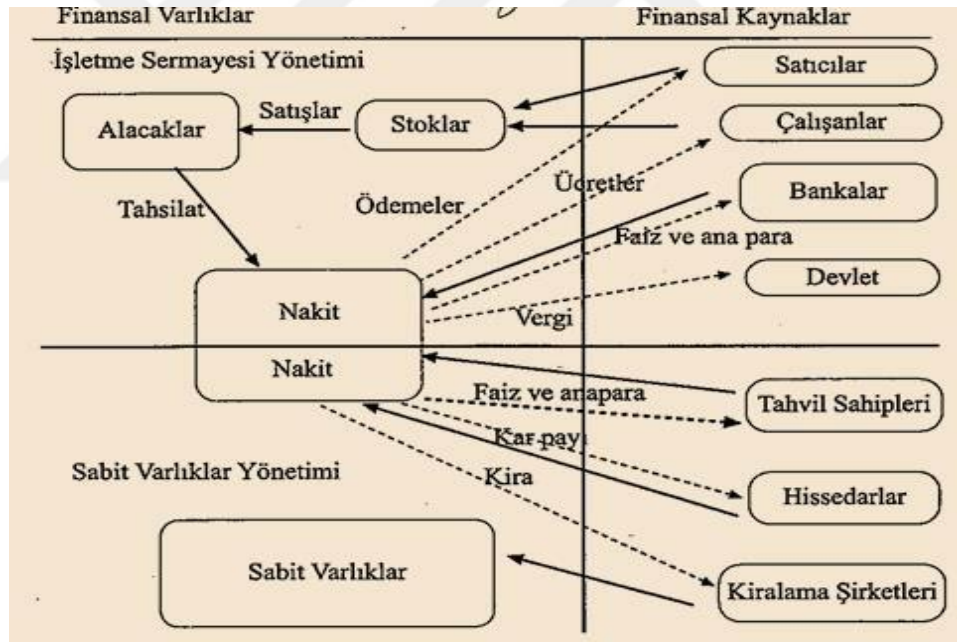 Finansal Varlıklar
Finansal Kaynaklar
İşletme Sermayesi Yönetimi
Satıcılar
Alacaklar
Satışlar
Stoklar
Çalışanlar
Ücretler
Bankalar
Tahsilat
Ödemeler
Faiz ve ana para
Devlet
Nakit
Vergi
Nakit
Faiz ve anapara
Tahvil Sahipleri
Kar payı
Sabit Varlıklar Yönetimi
Kira
Hissedarlar
Sabit Varlıklar
Kiralama Şirketleri